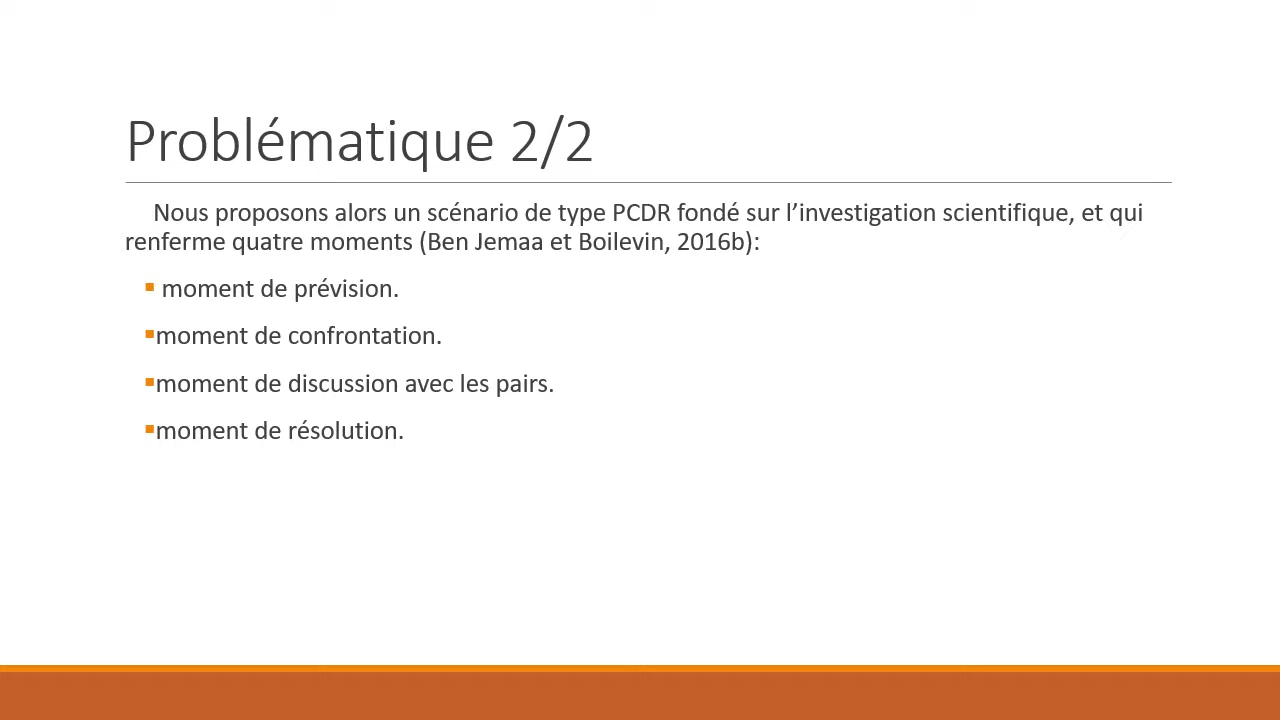 Problématique 2/2
Nous proposons alors un scénario de type PCDR fondé sur l’investigation scientifique, et qui
renferme quatre moments (Ben Jemaa et Boilevin, 2016b):
▪ moment de prévision.
▪moment de confrontation.
▪moment de discussion avec les pairs.
▪moment de résolution.